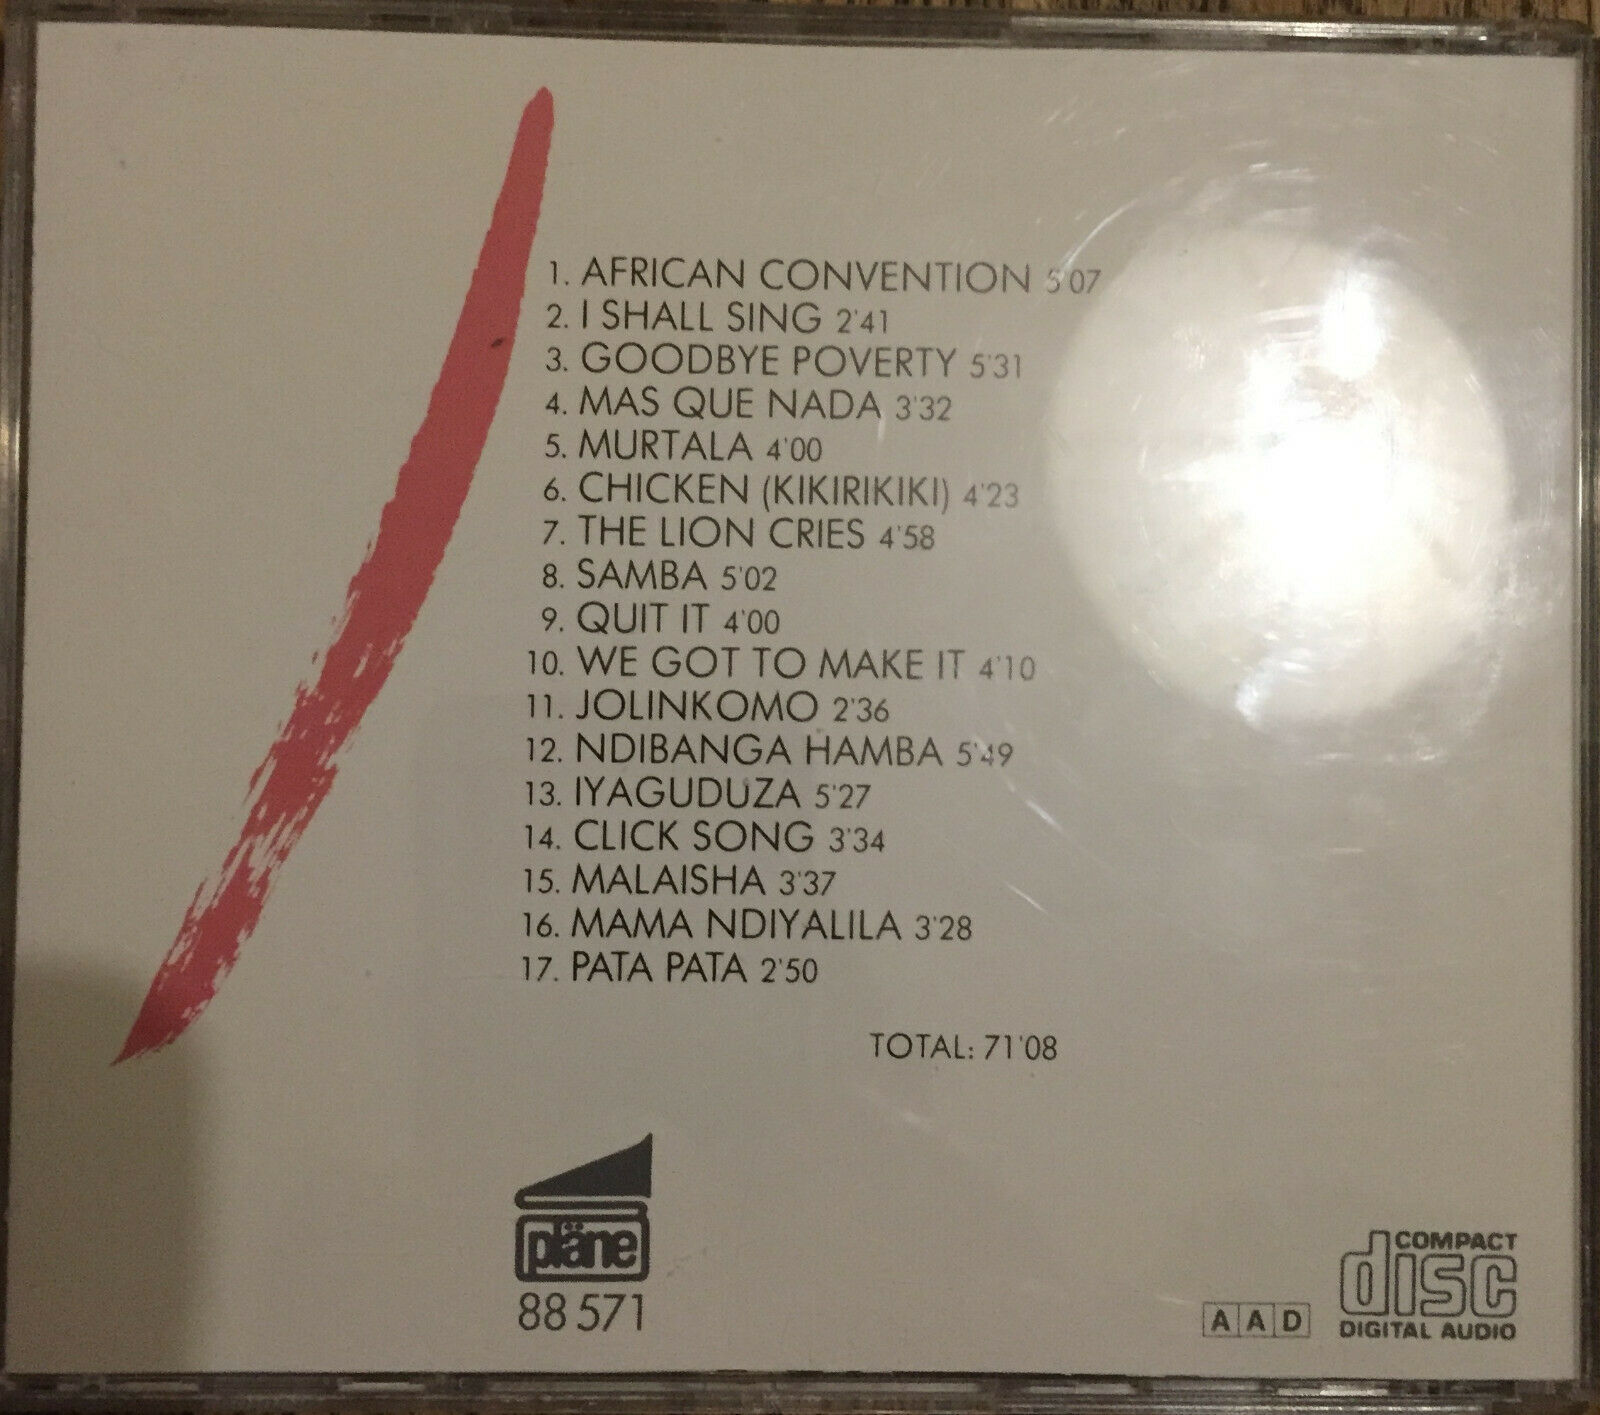 1. AFRICAN CONVENTION 5'07
2. I SHALL SING 2'41
3. GOODBYE POVERTY 5'31
4. MAS QUE NADA 3'32
5. MURTALA 4'00
6. CHICKEN (KIKIRIKIKI) 4'23
7. THE LION CRIES 4'58
8. SAMBA 5'02
9. QUIT IT 4'00
10. WE GOT TO MAKE IT 4'10
11. JOLINKOMO 2'36
12. NDIBANGA HAMBA 5'49
13. IYAGUDUZA 5'27
14. CLICK SONG 3'34
15. MALAISHA 3'37
16. MAMA NDIYALILA 3'28
17. PATA PATA 2'50
TOTAL: 71'08
pläne
88 571
A A D
COMPACT
disc
DIGITAL AUDIO